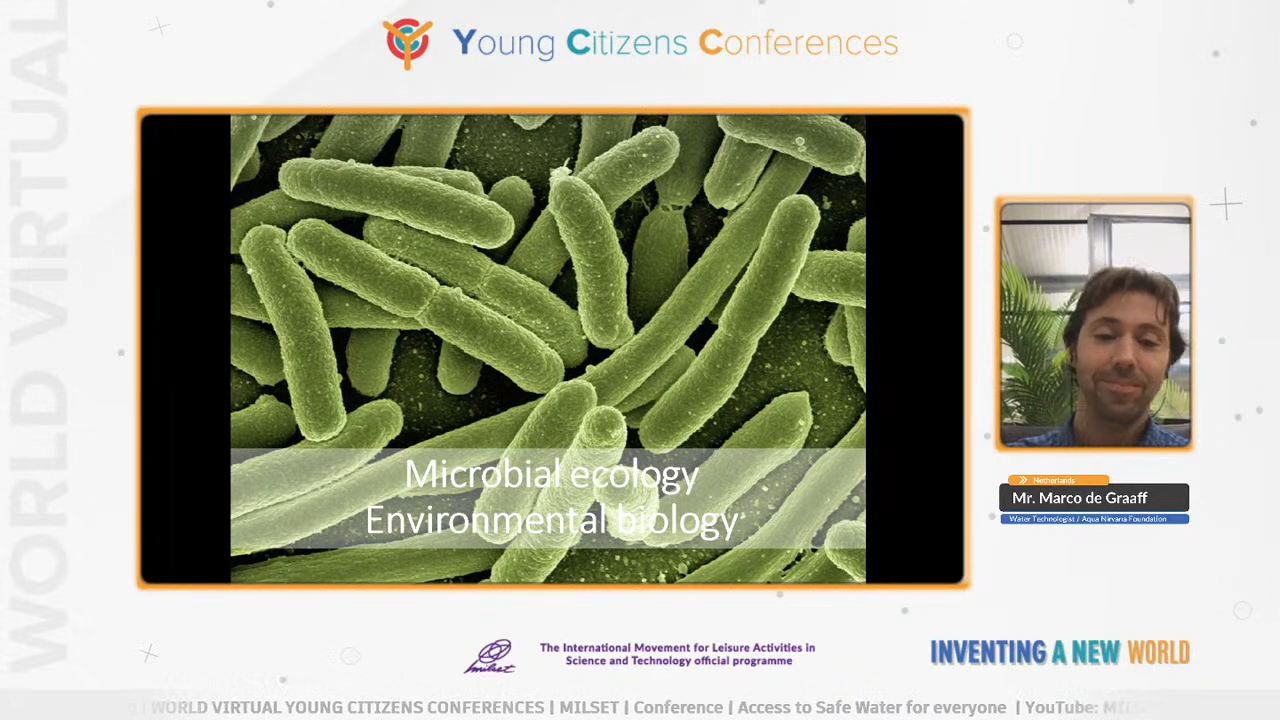 WORLD VIRTUAL
Young Citizens Conferences
Microbial ecology
Environmental biology
Netherlands
Mr. Marco de Graaff
Water Technologist / Aqua Nirvana Foundation
milset
The International Movement for Leisure Activities in
Science and Technology official programme
INVENTING A NEW WORLD
| WORLD VIRTUAL YOUNG CITIZENS CONFERENCES | MILSET | Conference | Access to Safe Water for everyone | YouTube: MILS